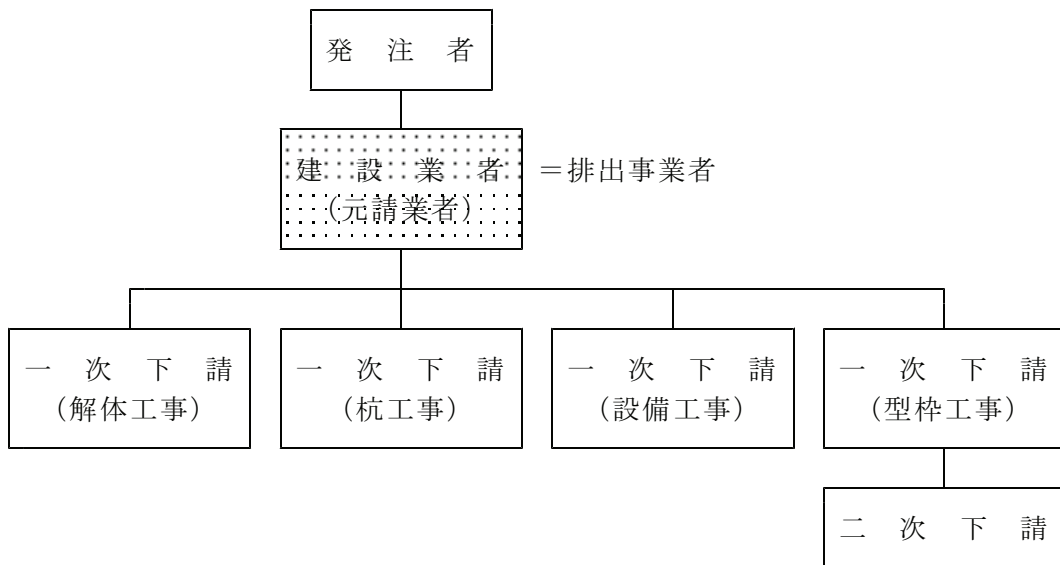 発注者
建設業者 ＝排出事業者
（元請業者）
一次下請 一次下請 一次下請 一次下請
（解体工事） （杭工事） （設備工事） （型枠工事）
二次下請